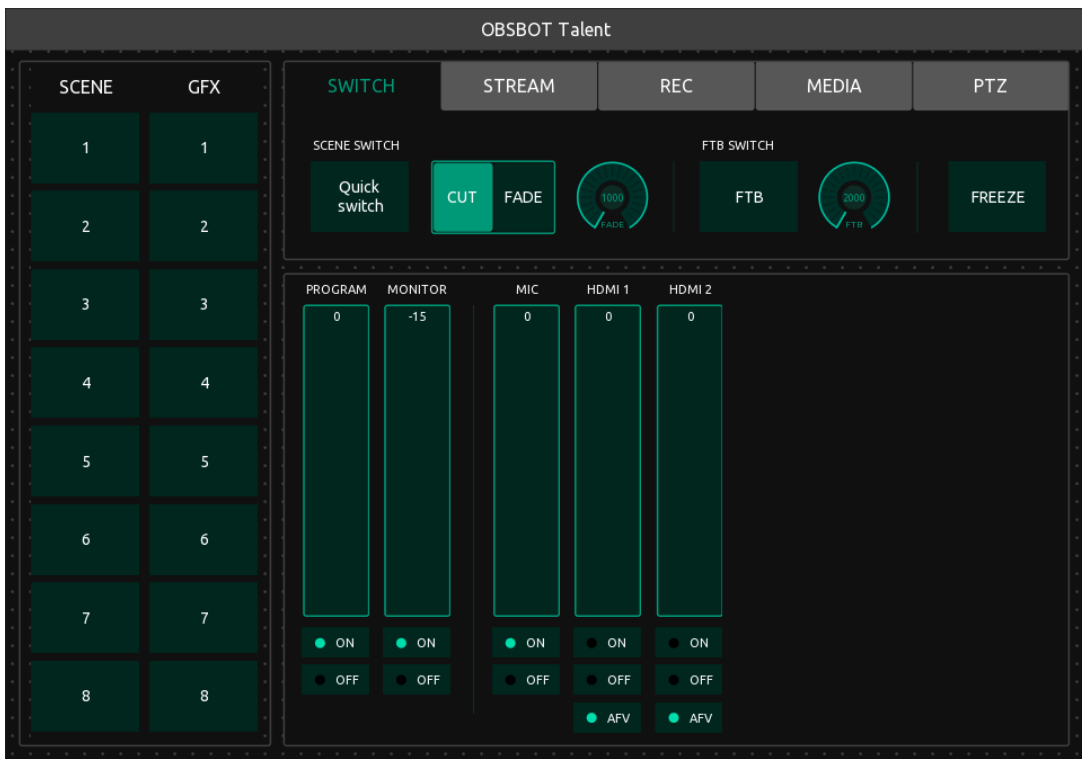 OBSBOT Talent
SCENE GFX
1 1
2 2
3 3
4 4
5 5
6 6
7 7
8 8
SWITCH STREAM REC MEDIA PTZ
SCENE SWITCH FTB SWITCH
Quick
switch
CUT FADE
1000
FADE
FTB
2000
FTB
FREEZE
PROGRAM MONITOR MIC HDMI 1 HDMI 2
0 -15 0 0 0
ON ON ON ON ON
OFF OFF OFF OFF OFF
AFV AFV